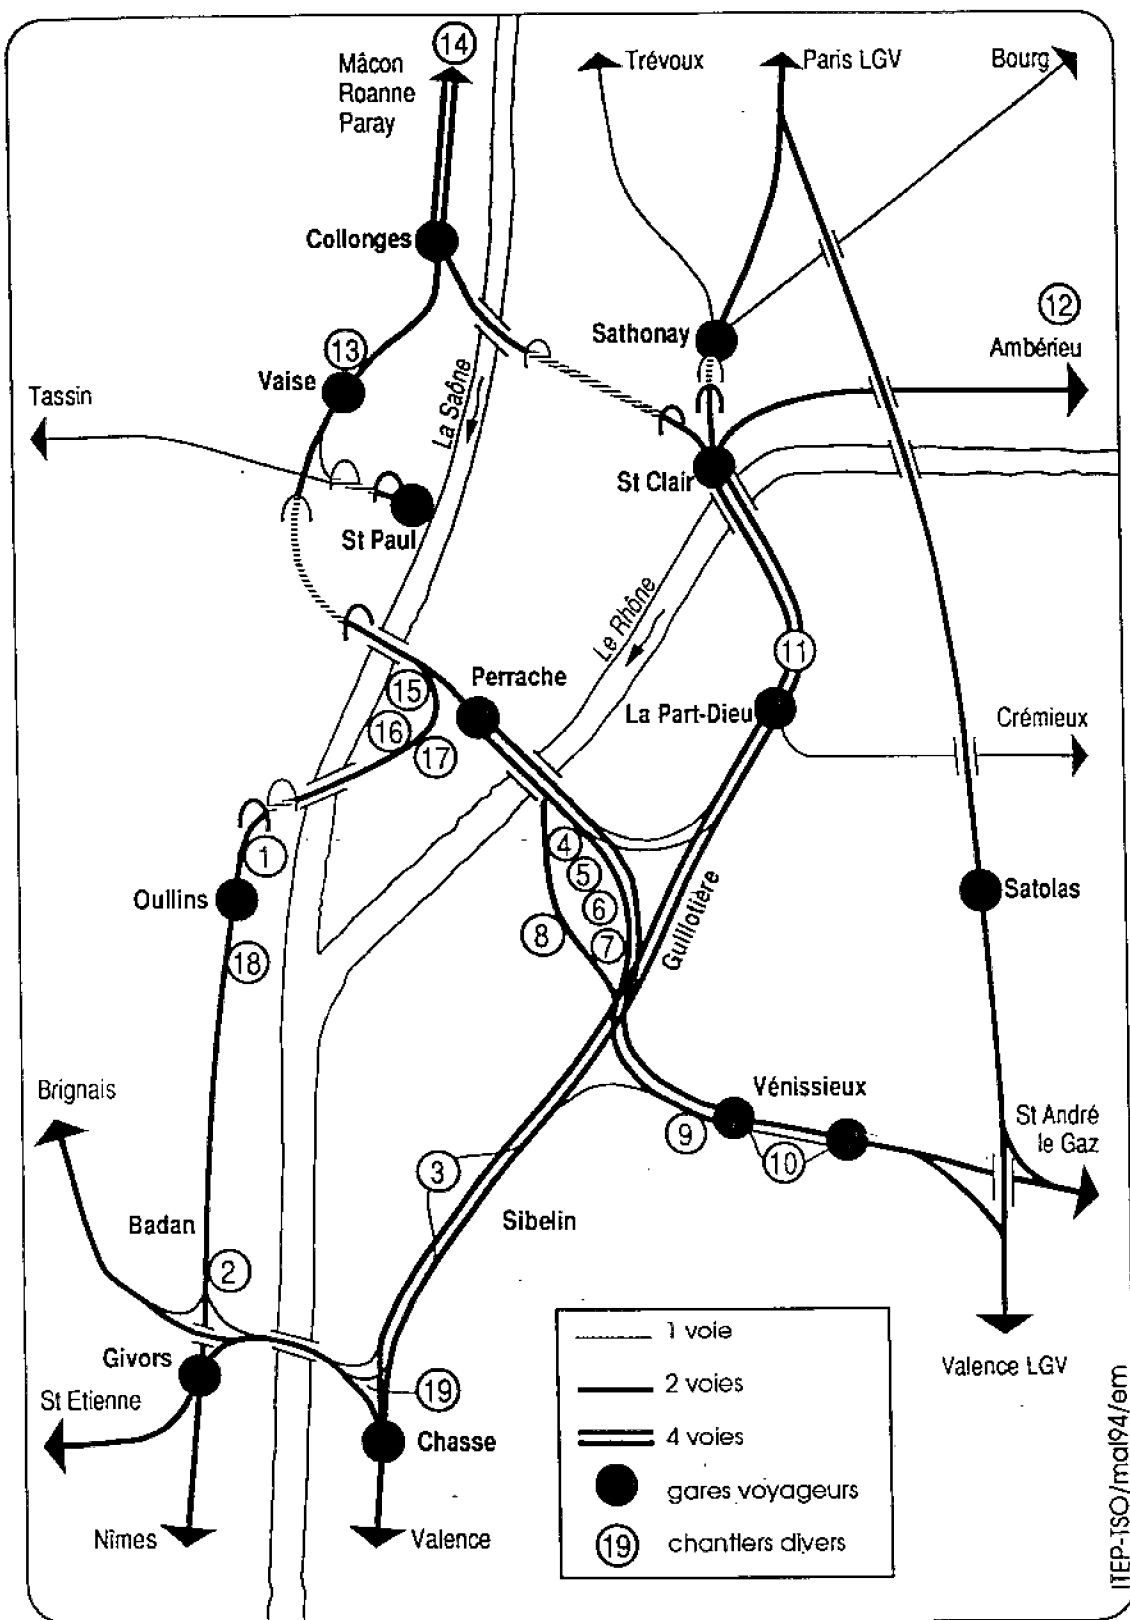 14
Mâcon
Roanne
Paray
Trévoux
Paris LGV
Bourg
Collonges
12
Ambérieu
Sathonay
13
Vaise
Tassin
La Saône
St Clair
St Paul
Le Rhône
11
Perrache
15
16
17
La Part-Dieu
Crémieux
1
4
5
6
7
8
Oullins
18
Guillotière
Satolas
Brignais
Vénissieux
9
10
St André
le Gaz
3
Badan
Sibelin
2
Givors
St Etienne
19
Chasse
Nîmes
Valence
Valence LGV
1 voie
2 voies
4 voies
gares voyageurs
19
chantiers divers
ITEP-TSO/mai94/em